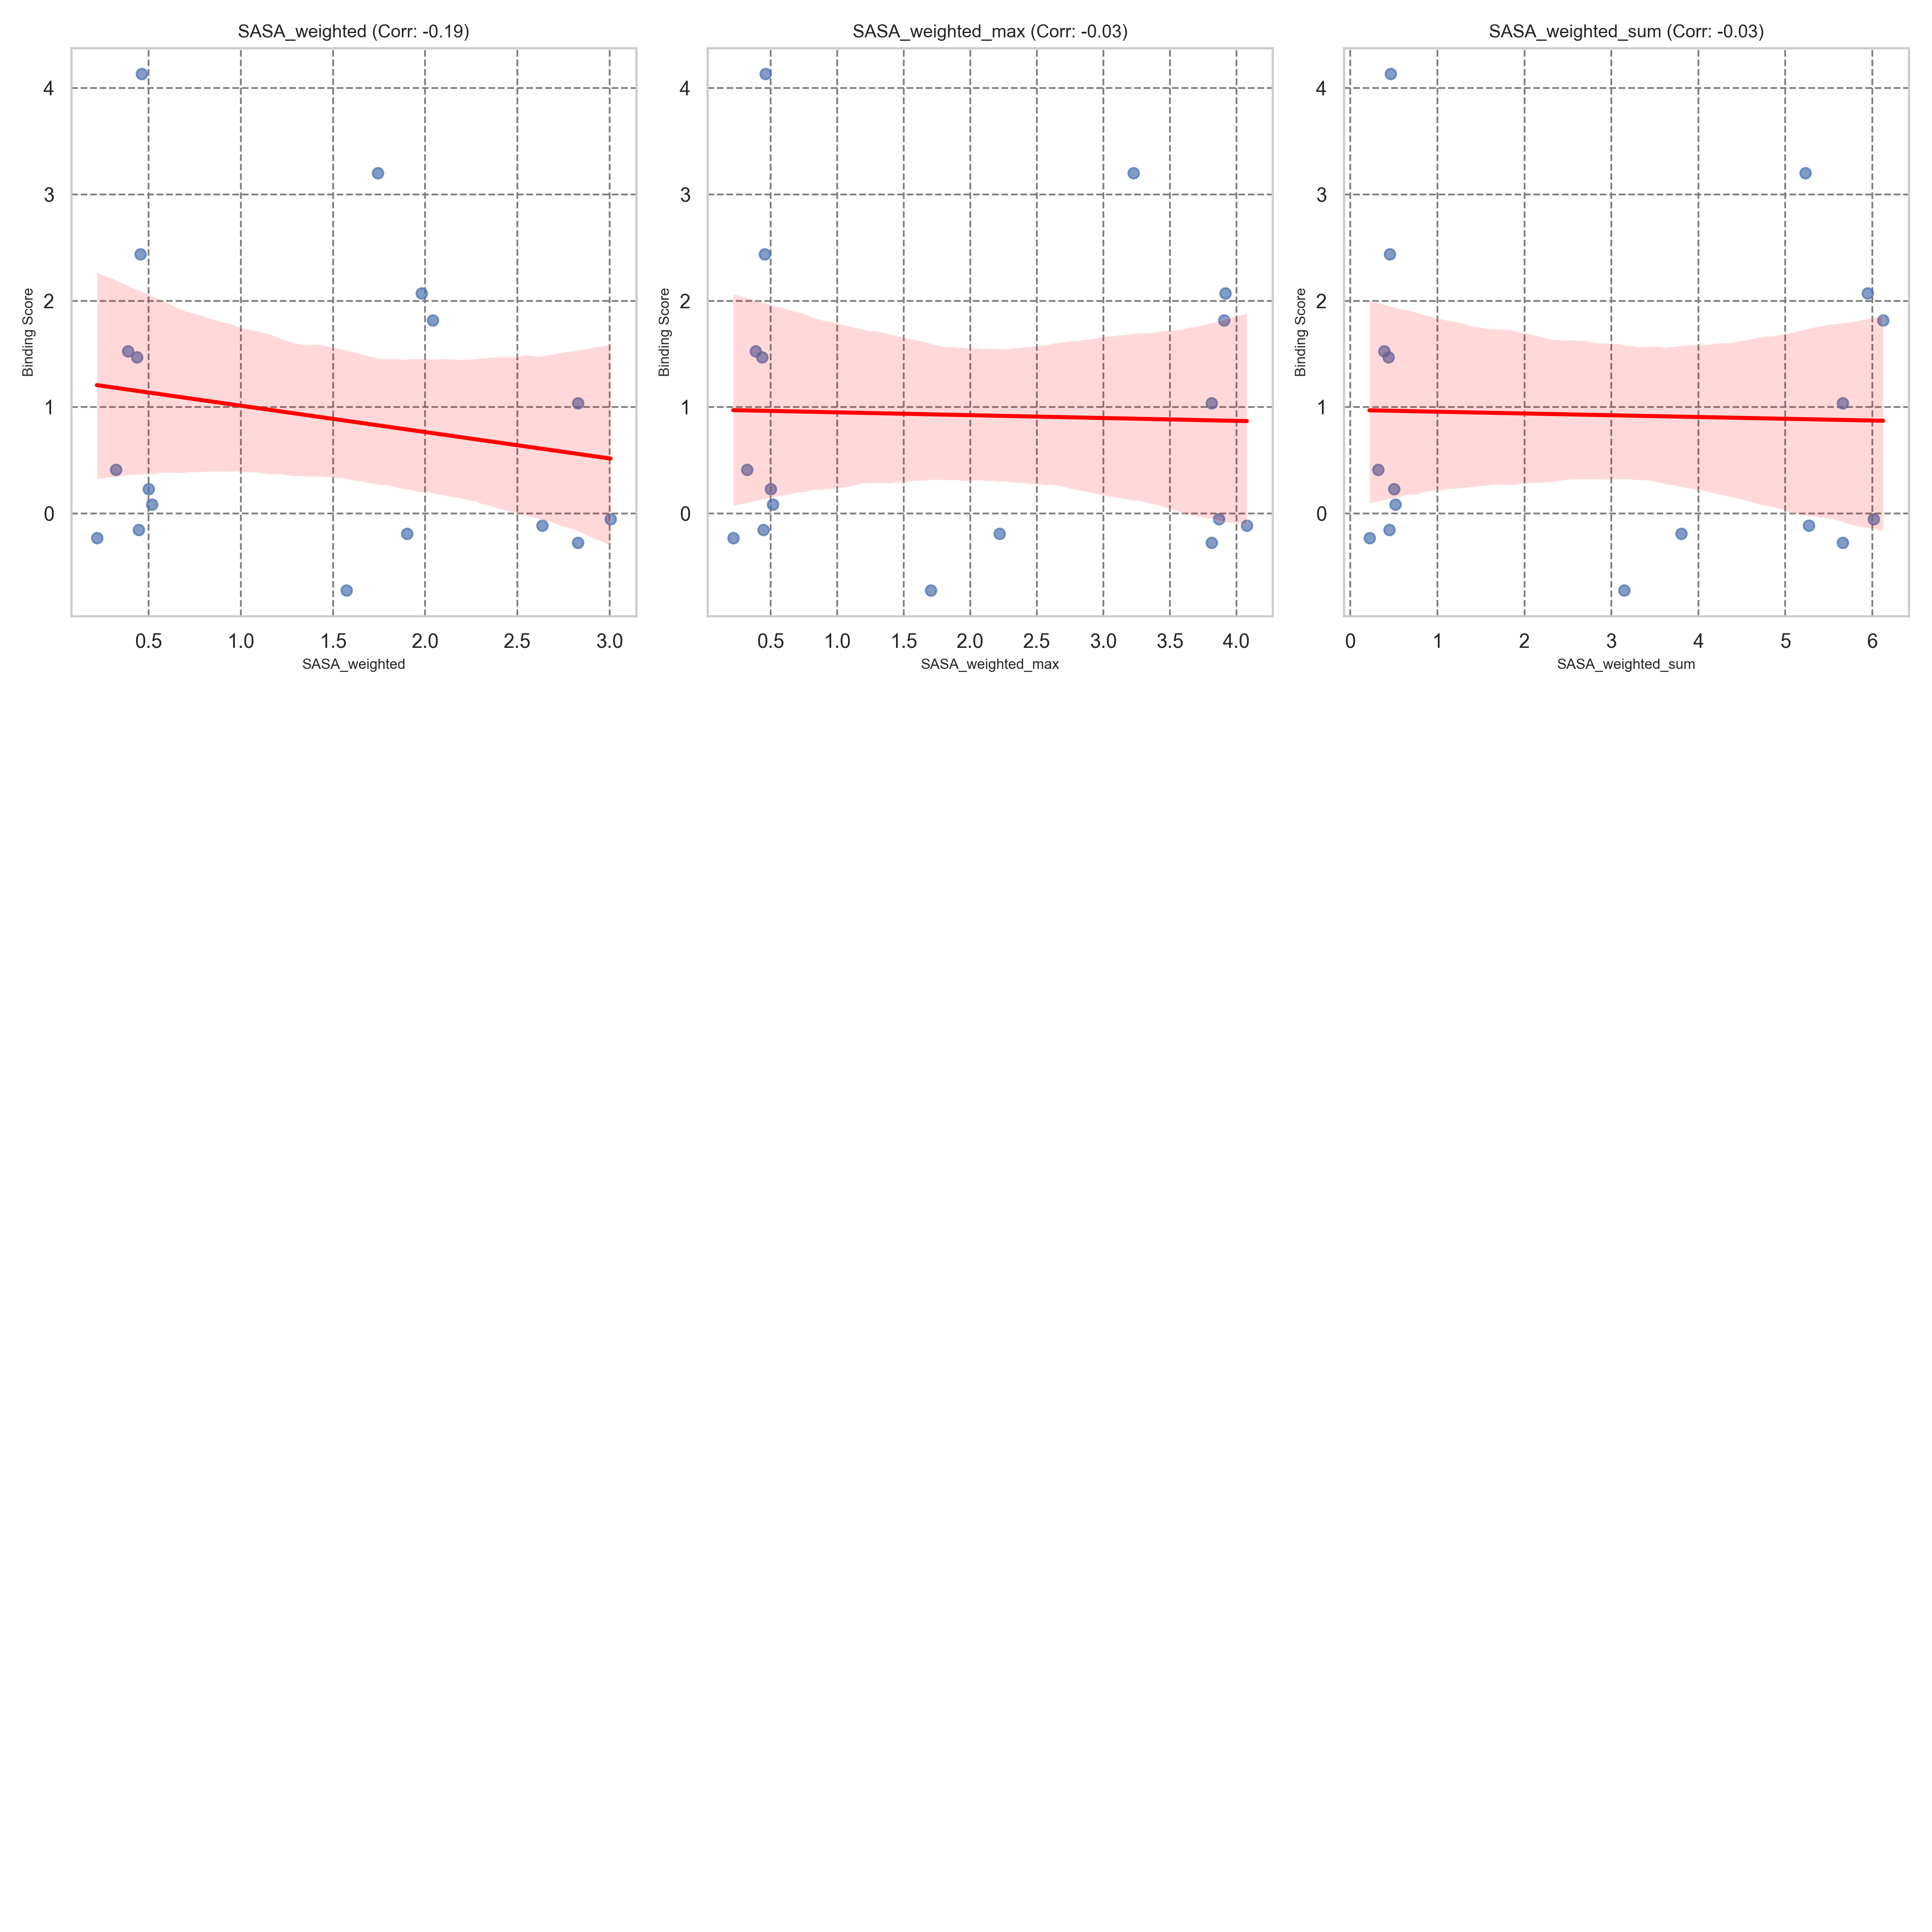 SASA_weighted (Corr: -0.19)
4
3
2
1
0
Binding Score
0.5 1.0 1.5 2.0 2.5 3.0
SASA_weighted
SASA_weighted_max (Corr: -0.03)
4
3
2
1
0
Binding Score
0.5 1.0 1.5 2.0 2.5 3.0 3.5 4.0
SASA_weighted_max
SASA_weighted_sum (Corr: -0.03)
4
3
2
1
0
Binding Score
0 1 2 3 4 5 6
SASA_weighted_sum